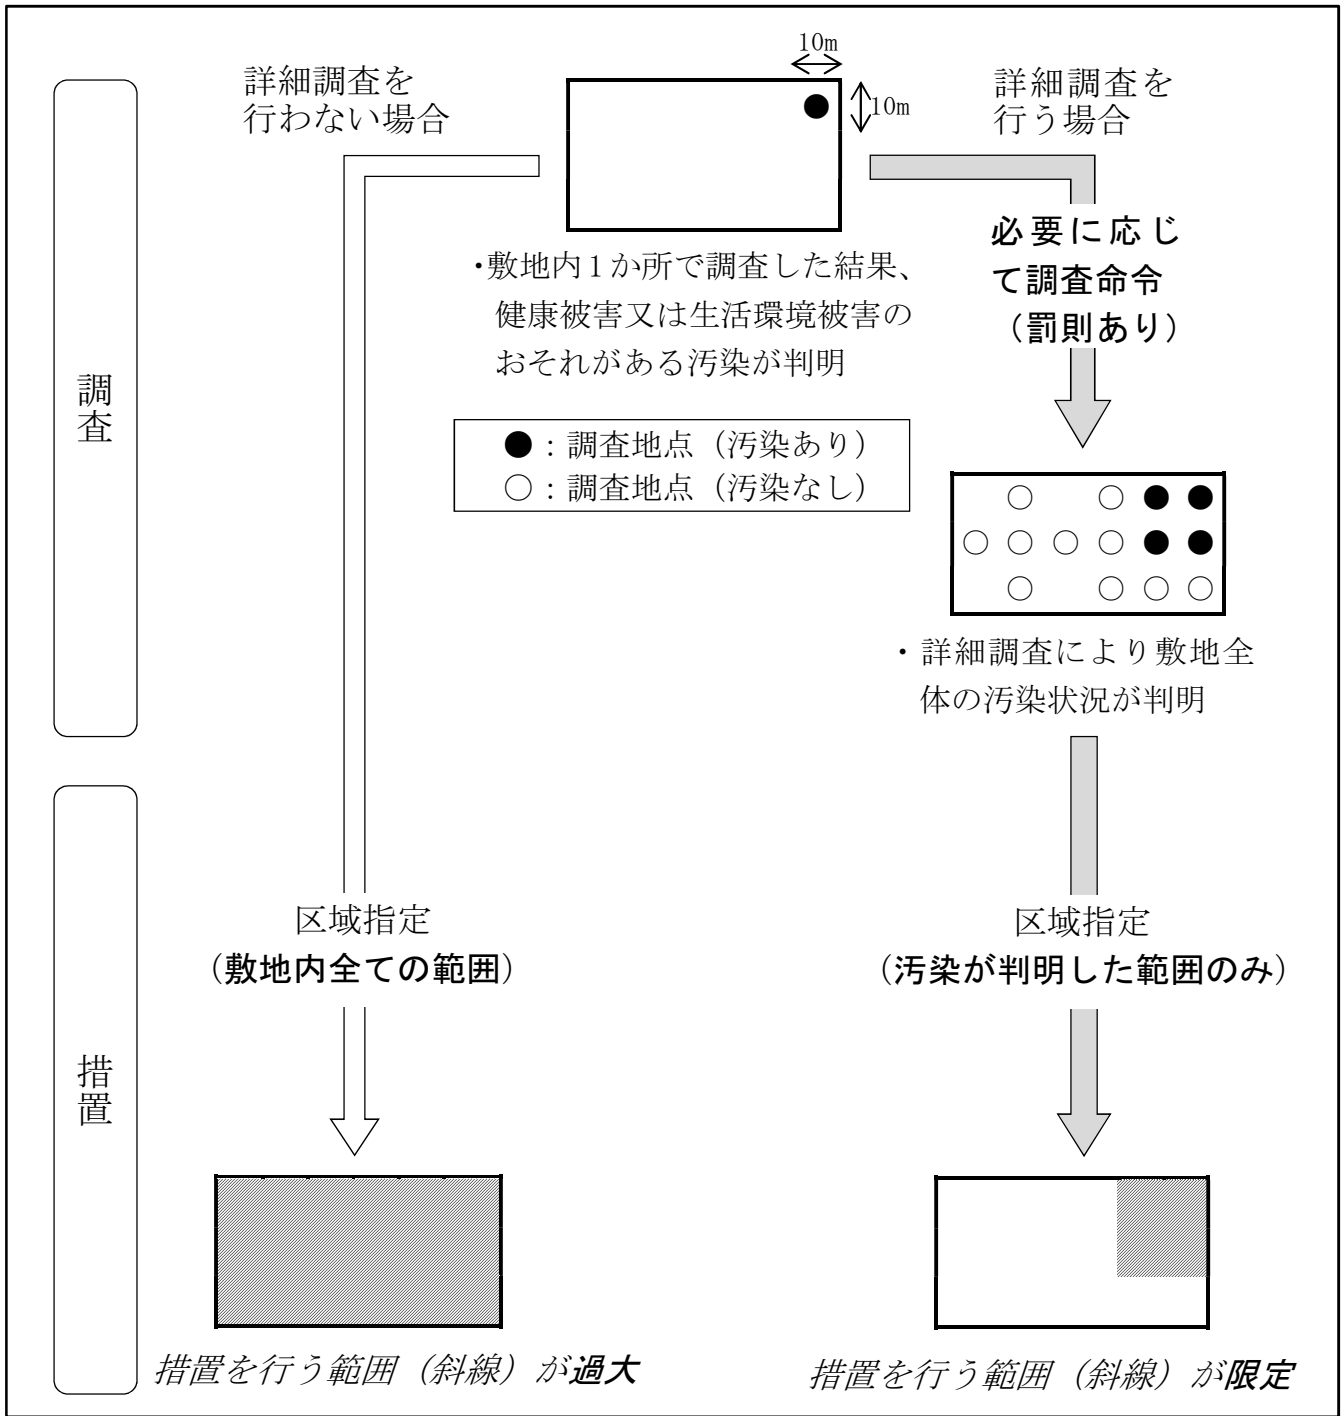 調査
措置
詳細調査を
行わない場合
10m
10m
詳細調査を
行う場合
・敷地内1か所で調査した結果、
健康被害又は生活環境被害の
おそれがある汚染が判明
必要に応じ
て調査命令
（罰則あり）
●：調査地点（汚染あり）
○：調査地点（汚染なし）
・詳細調査により敷地全
体の汚染状況が判明
区域指定
（敷地内全ての範囲）
区域指定
（汚染が判明した範囲のみ）
措置を行う範囲（斜線）が過大
措置を行う範囲（斜線）が限定